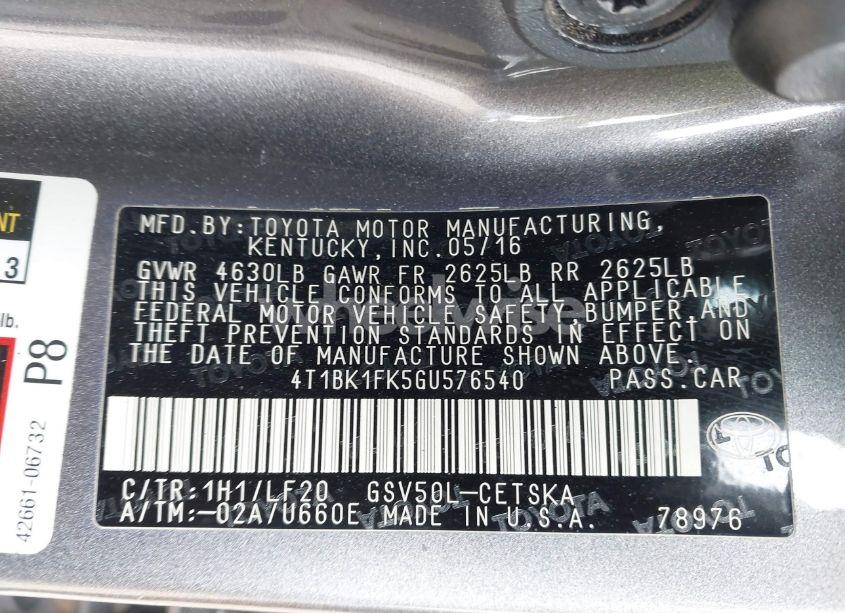 MFD.BY:TOYOTA MOTOR MANUFACTURING,
KENTUCKY,INC.05/16
GVWR 4630LB GAWR FR 2625LB RR 2625LB
THIS VEHICLE CONFORMS TO ALL APPLICABLE
FEDERAL MOTOR VEHICLE SAFETY,BUMPER,AND
THEFT PREVENTION STANDARDS IN EFFECT ON
THE DATE OF MANUFACTURE SHOWN ABOVE.
4T1BK1FK5GU576540 PASS.CAR
C/TR:1H1/LF20 GSV50L-CETSKA
A/TM:-02A/U660E MADE IN U.S.A. 78976
3
lb.
P8
42661-06732
TOYOTA